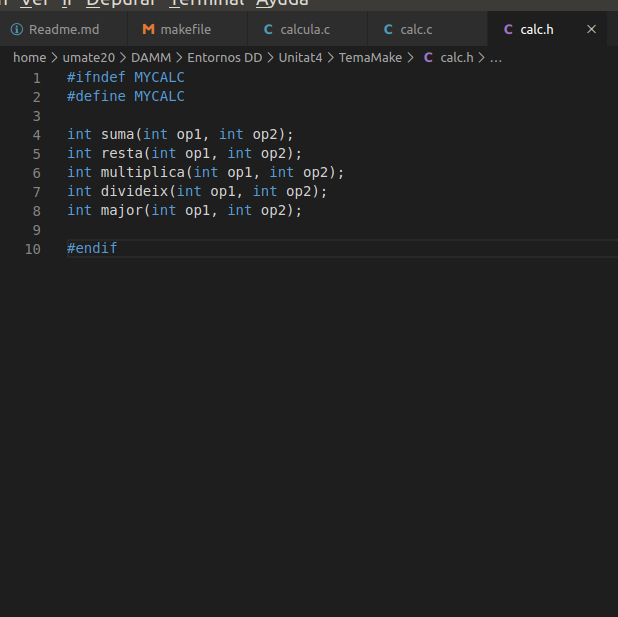 Ver Ir Depurar Terminal Ayuda
Readme.md makefile calcula.c calc.c calc.h
home > umate20 > DAMM > Entornos DD > Unitat4 > TemaMake > C calc.h > ...
1 #ifndef MYCALC
2 #define MYCALC
3
4 int suma(int op1, int op2);
5 int resta(int op1, int op2);
6 int multiplica(int op1, int op2);
7 int divideix(int op1, int op2);
8 int major(int op1, int op2);
9
10 #endif